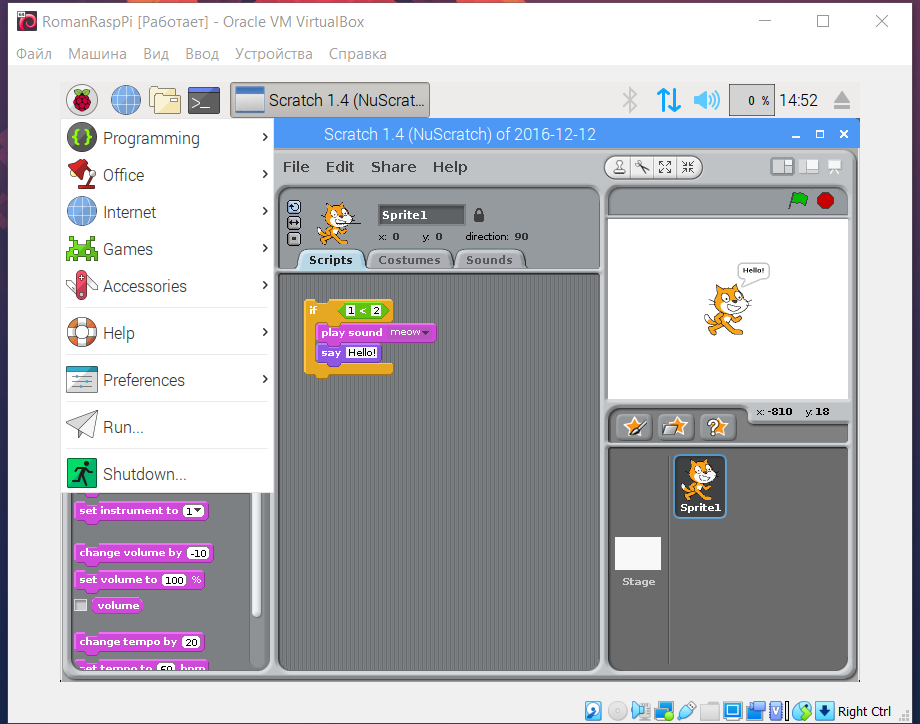 RomanRaspPi [Работает] - Oracle VM VirtualBox
Файл Машина Вид Ввод Устройства Справка
Scratch 1.4 (NuScrat... 0 % 14:52
Scratch 1.4 (NuScratch) of 2016-12-12
Programming
Office
Internet
Games
Accessories
Help
Preferences
Run...
Shutdown...
File Edit Share Help
Sprite1
x: 0 y: 0 direction: 90
Scripts Costumes Sounds
if 1 < 2
play sound meow
say Hello!
Hello!
x: -810 y: 18
Sprite1
Stage
set instrument to 1
change volume by -10
set volume to 100 %
volume
change tempo by 20
set tempo to 60 bpm
Right Ctrl